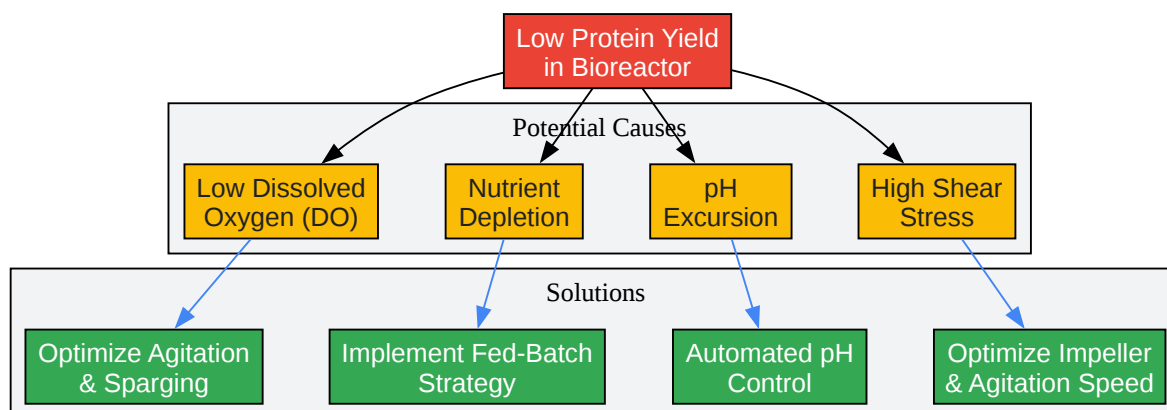 Low Protein Yield
in Bioreactor
Potential Causes
Low Dissolved
Oxygen (DO)
Nutrient
Depletion
pH
Excursion
High Shear
Stress
Solutions
Optimize Agitation
& Sparging
Implement Fed-Batch
Strategy
Automated pH
Control
Optimize Impeller
& Agitation Speed